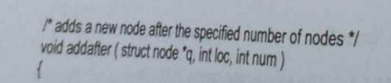 /* adds a new node after the specified number of nodes */
void addafter ( struct node *q, int loc, int num )
{